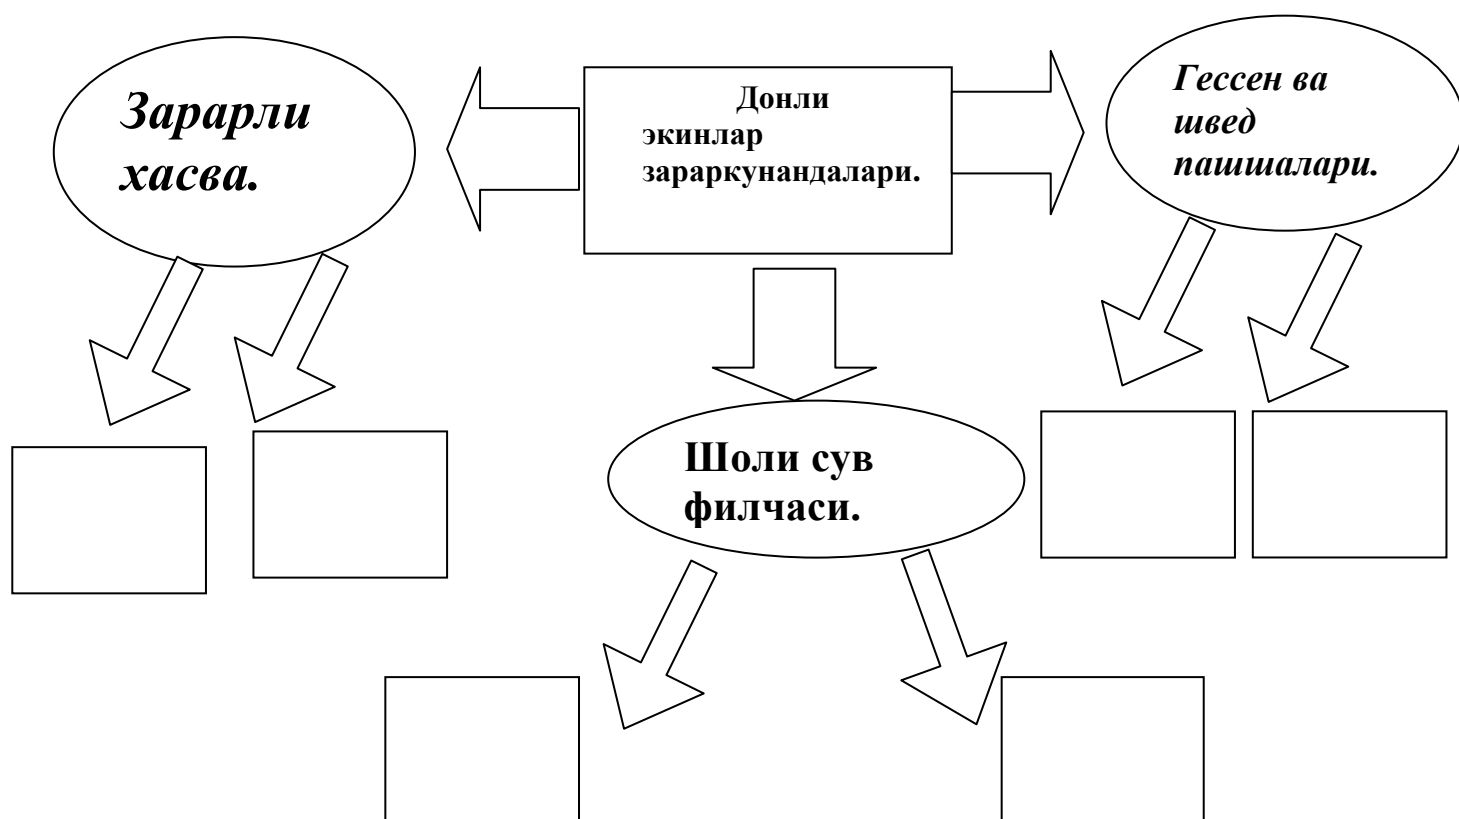 Зарарли
хасва.
Донли
экинлар
зараркунандалари.
Гессен ва
швед
пашшалари.
Шоли сув
филчаси.